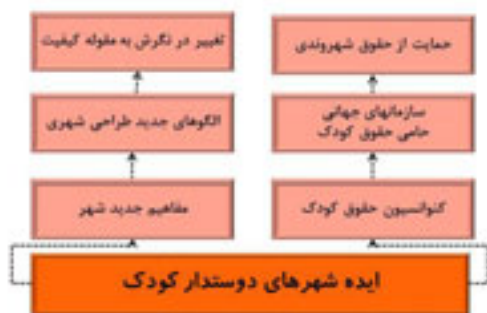 تغییر در نگرش به مقوله کیفیت
حمایت از حقوق شهروندی
الگوهای جدید طراحی شهری
سازمانهای جهانی
حامی حقوق کودک
مفاهیم جدید شهر
کنوانسیون حقوق کودک
ایده شهرهای دوستدار کودک